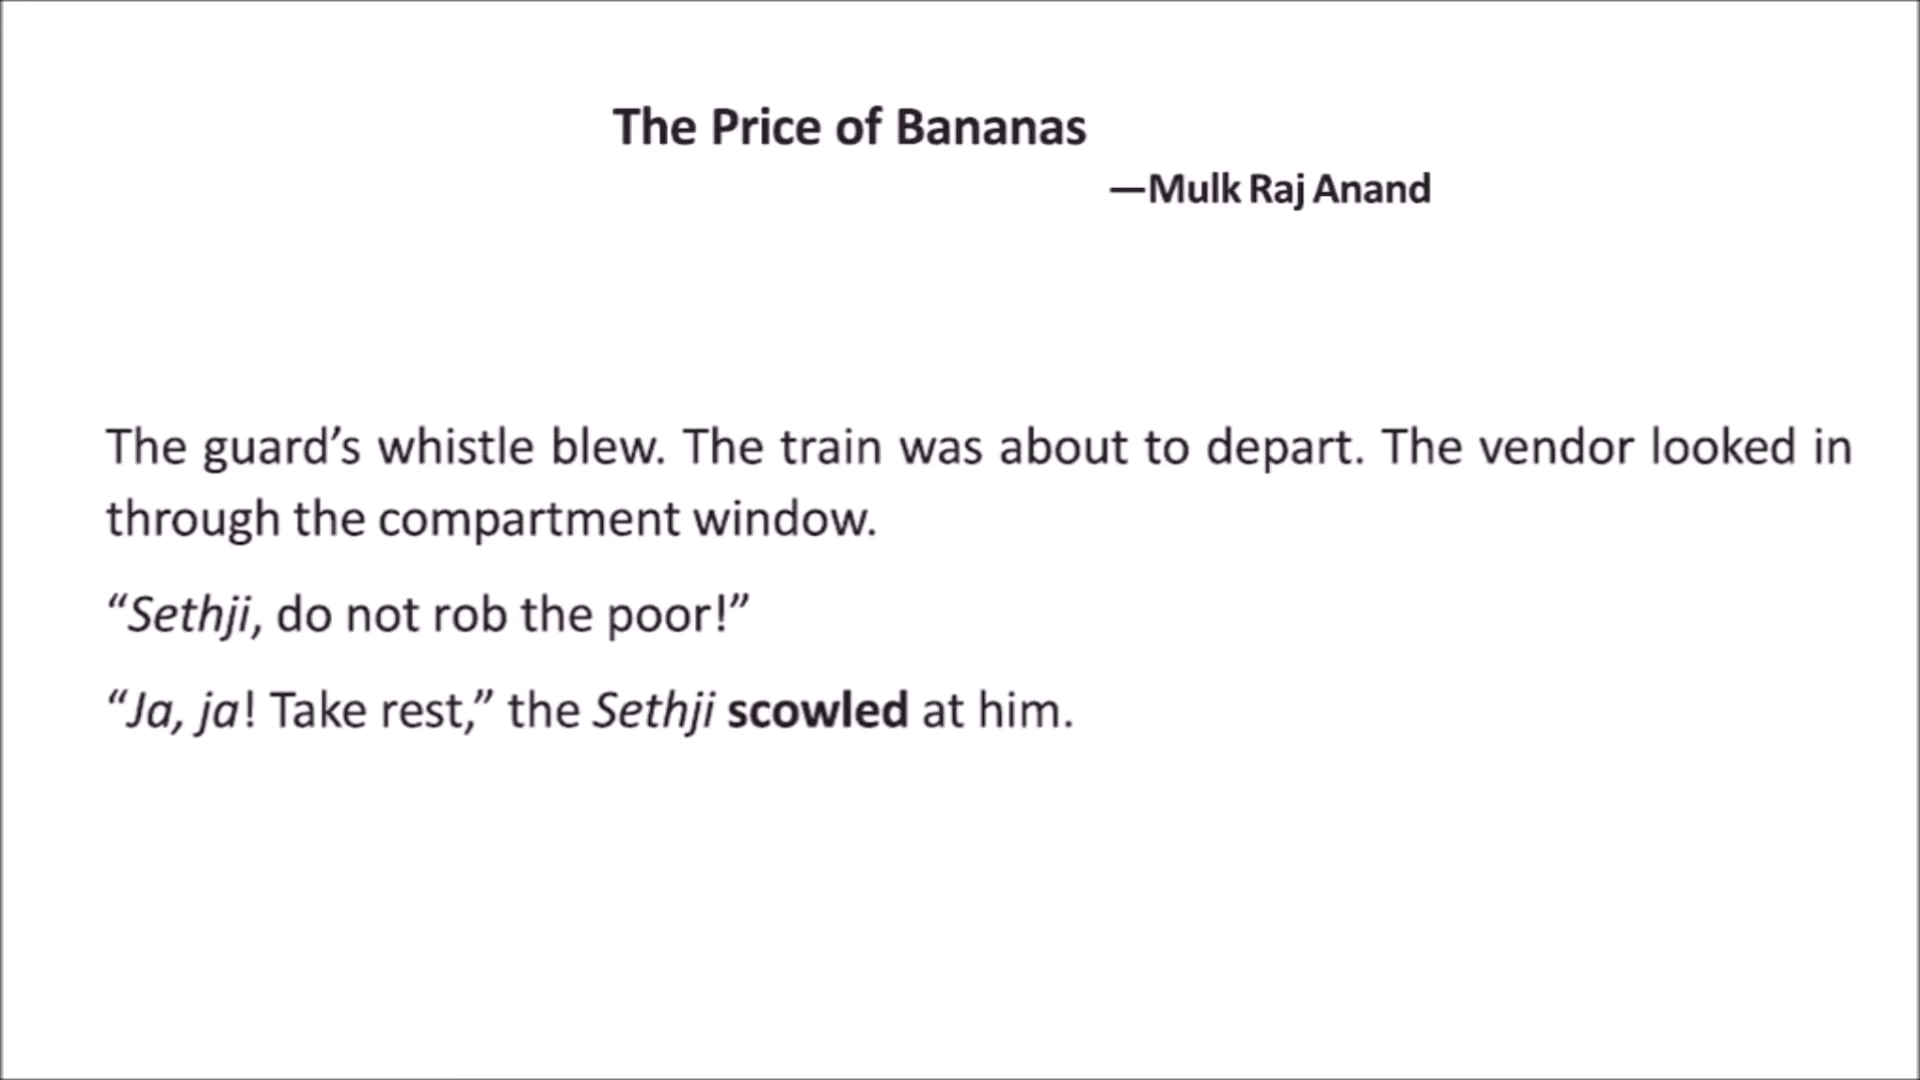 The Price of Bananas
—Mulk Raj Anand
The guard’s whistle blew. The train was about to depart. The vendor looked in
through the compartment window.
“Sethji, do not rob the poor!”
“Ja, ja! Take rest,” the Sethji scowled at him.